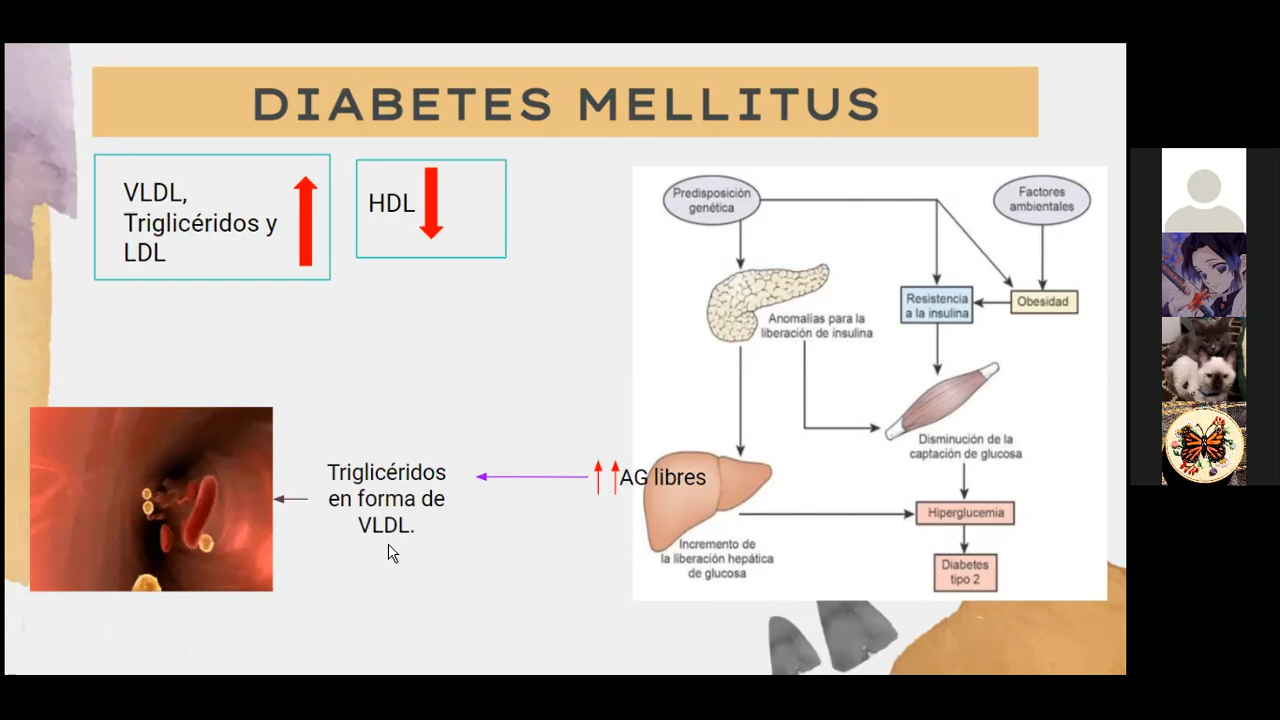 DIABETES MELLITUS
VLDL,
Triglicéridos y
LDL
HDL
Predisposición
genética
Factores
ambientales
Resistencia
a la insulina
Obesidad
Anomalías para la
liberación de insulina
Disminución de la
captación de glucosa
Triglicéridos
en forma de
VLDL.
AG libres
Hiperglucemia
Incremento de
la liberación hepática
de glucosa
Diabetes
tipo 2